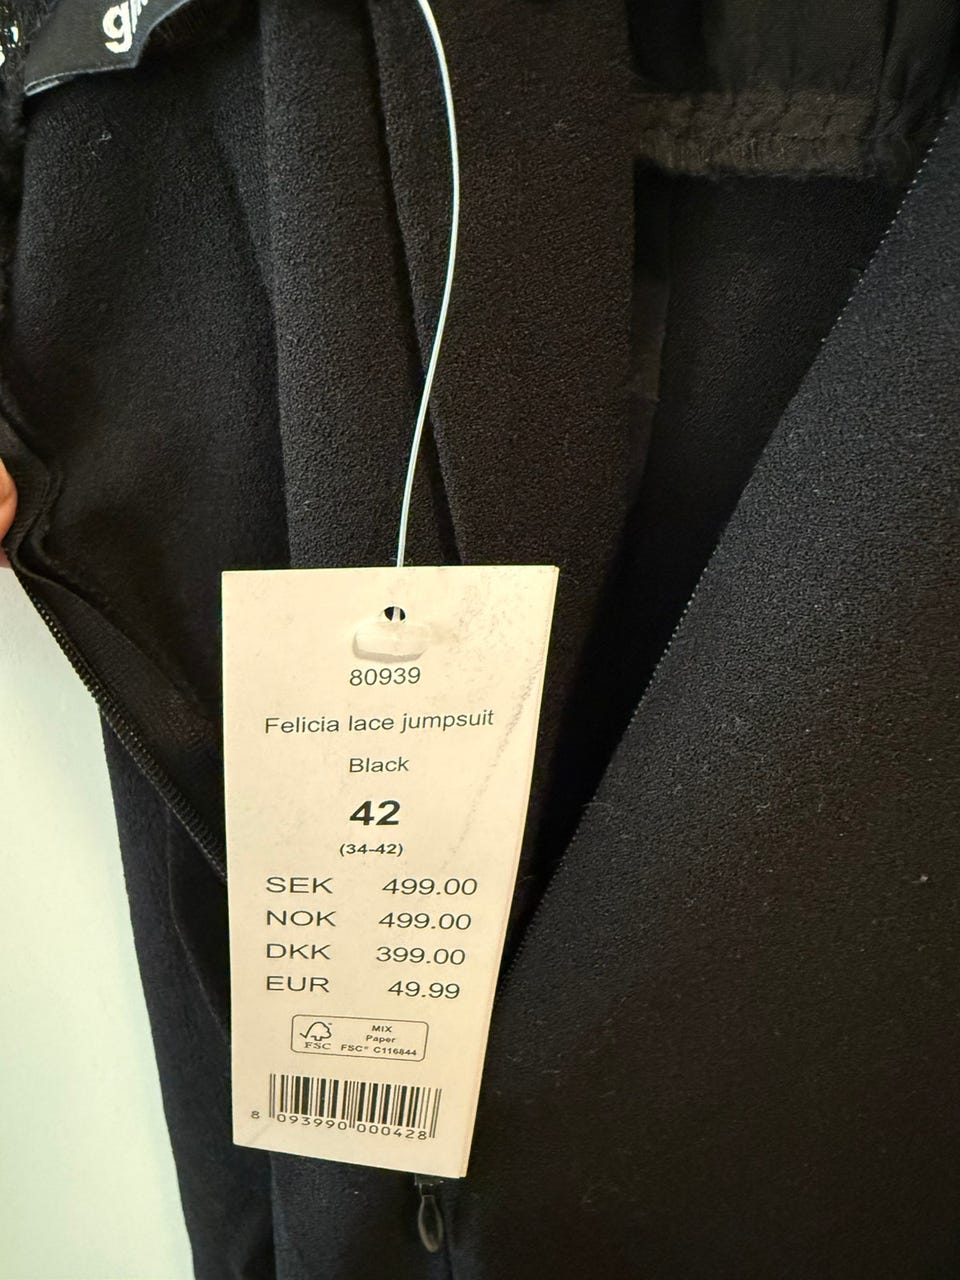 80939
Felicia lace jumpsuit
Black
42
(34-42)
SEK 499.00
NOK 499.00
DKK 399.00
EUR 49.99
FSC
MIX
Paper
FSC® C116844
8 093990 000428